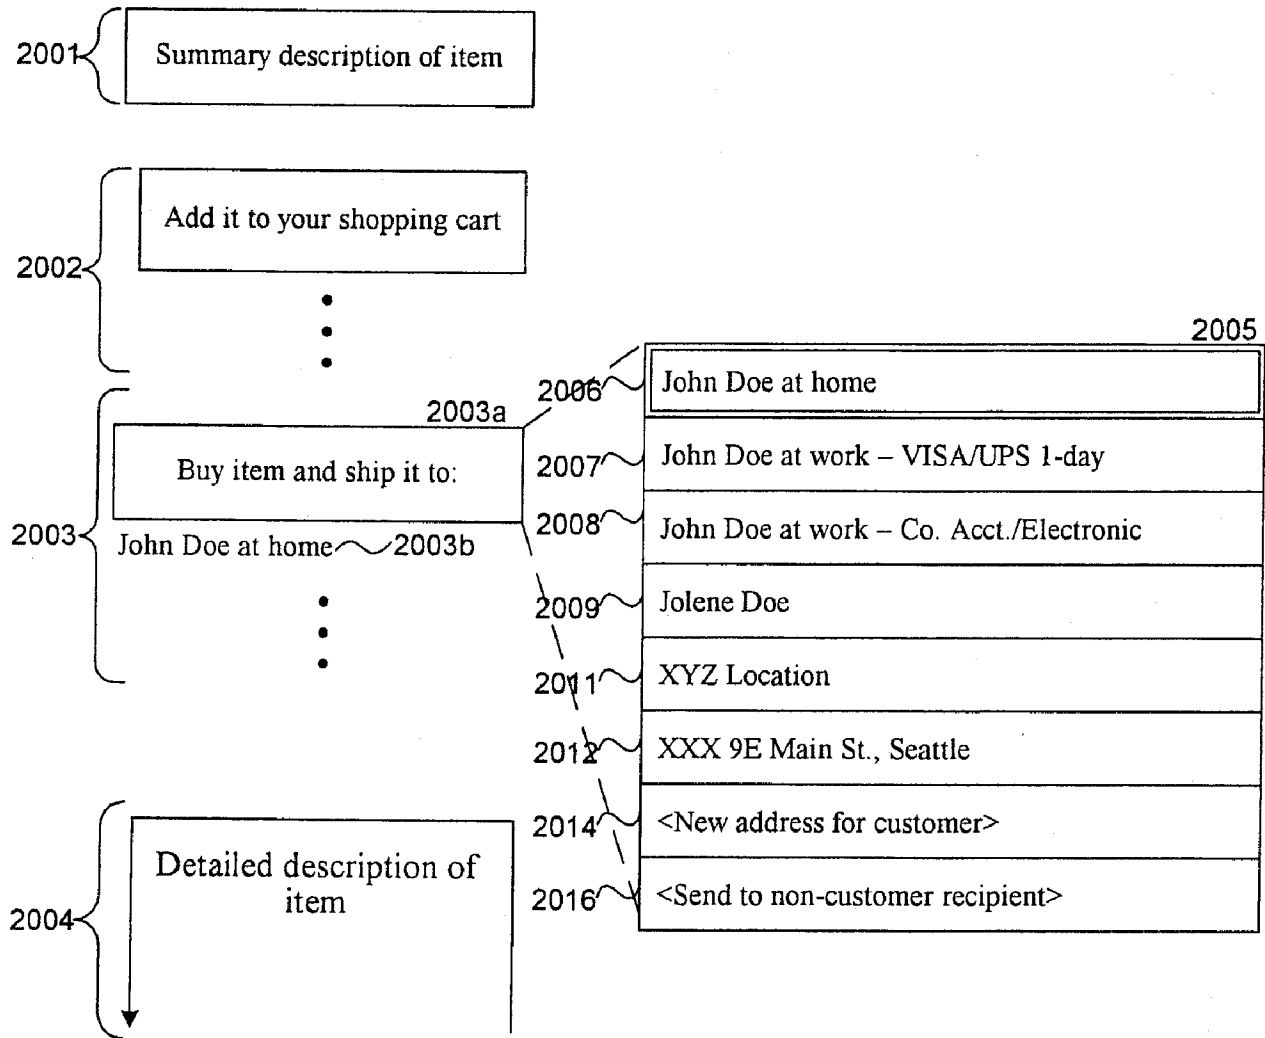 2001
Summary description of item
2002
Add it to your shopping cart
2003
2003a
Buy item and ship it to:
John Doe at home
2003b
2004
Detailed description of
item
2005
2006
John Doe at home
2007
John Doe at work – VISA/UPS 1-day
2008
John Doe at work – Co. Acct./Electronic
2009
Jolene Doe
2011
XYZ Location
2012
XXX 9E Main St., Seattle
2014
<New address for customer>
2016
<Send to non-customer recipient>